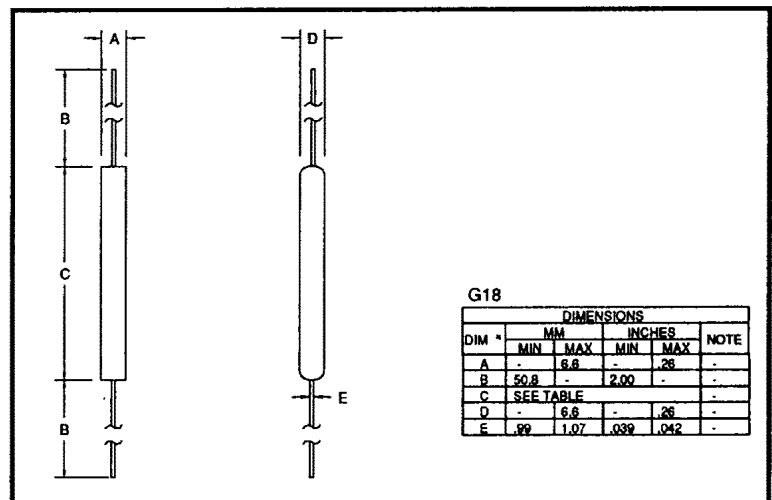 A
D
B
C
B
E
G18
DIMENSIONS
DIM " MM INCHES NOTE
MIN MAX MIN MAX
A - 6.6 - .26 -
B 50.8 - 2.00 - -
C SEE TABLE -
D - 6.6 - .26 -
E .99 1.07 .039 .042 -